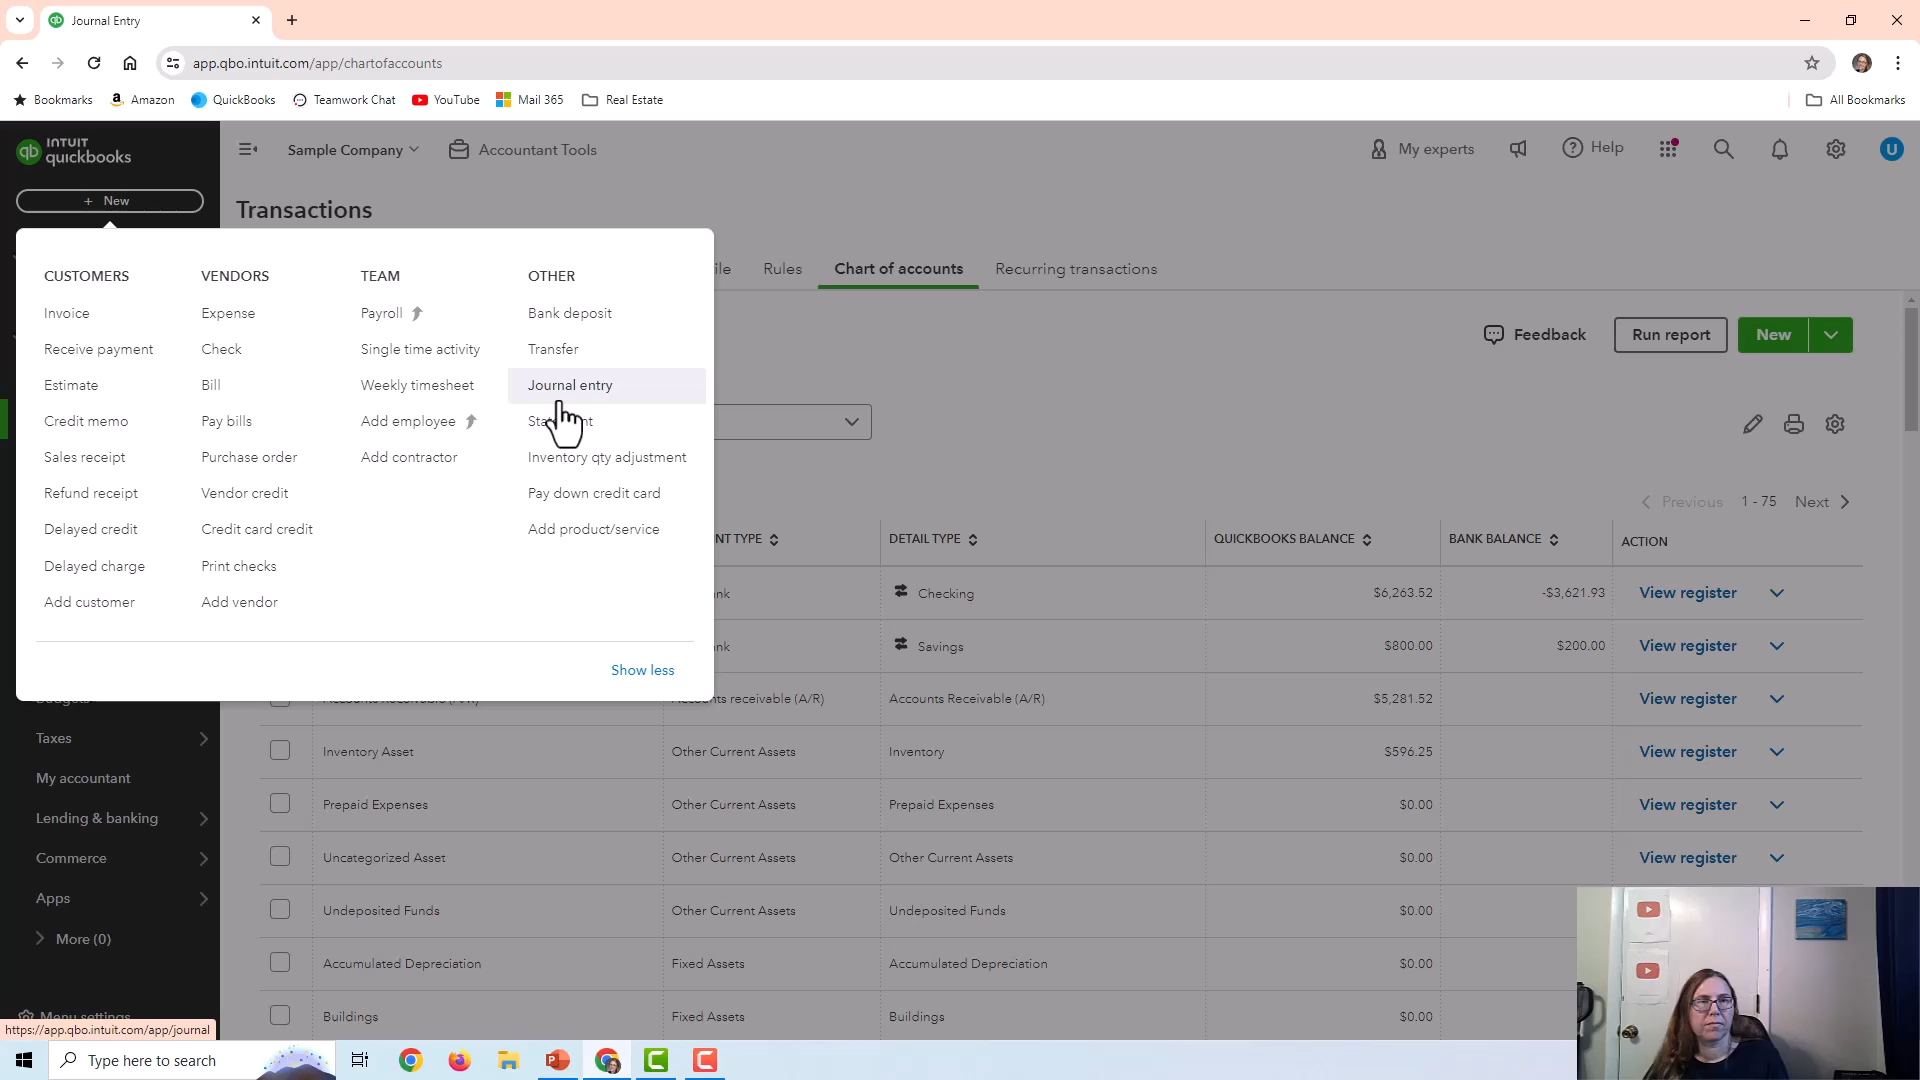 Journal Entry
app.qbo.intuit.com/app/chartofaccounts
Bookmarks Amazon QuickBooks Teamwork Chat YouTube Mail 365 Real Estate All Bookmarks
INTUIT quickbooks
Sample Company Accountant Tools My experts Help U
+ New
Transactions
Rules Chart of accounts Recurring transactions
CUSTOMERS VENDORS TEAM OTHER
Invoice Expense Payroll Bank deposit
Feedback Run report New
Receive payment Check Single time activity Transfer
Estimate Bill Weekly timesheet Journal entry
Credit memo Pay bills Add employee
Sales receipt Purchase order Add contractor Inventory qty adjustment
Refund receipt Vendor credit Pay down credit card
Previous 1 - 75 Next
Delayed credit Credit card credit Add product/service
DETAIL TYPE QUICKBOOKS BALANCE BANK BALANCE ACTION
Delayed charge Print checks
Add customer Add vendor
Checking $6,263.52 -$3,621.93 View register
Savings $800.00 $200.00 View register
Show less
Accounts Receivable (A/R) $5,281.52 View register
Taxes
Inventory Asset Other Current Assets Inventory $596.25 View register
My accountant
Prepaid Expenses Other Current Assets Prepaid Expenses $0.00 View register
Lending & banking
Uncategorized Asset Other Current Assets Other Current Assets $0.00 View register
Commerce
Apps
Undeposited Funds Other Current Assets Undeposited Funds $0.00
More (0)
Accumulated Depreciation Fixed Assets Accumulated Depreciation $0.00
Menu settings
Buildings Fixed Assets Buildings $0.00
https://app.qbo.intuit.com/app/journal
Type here to search